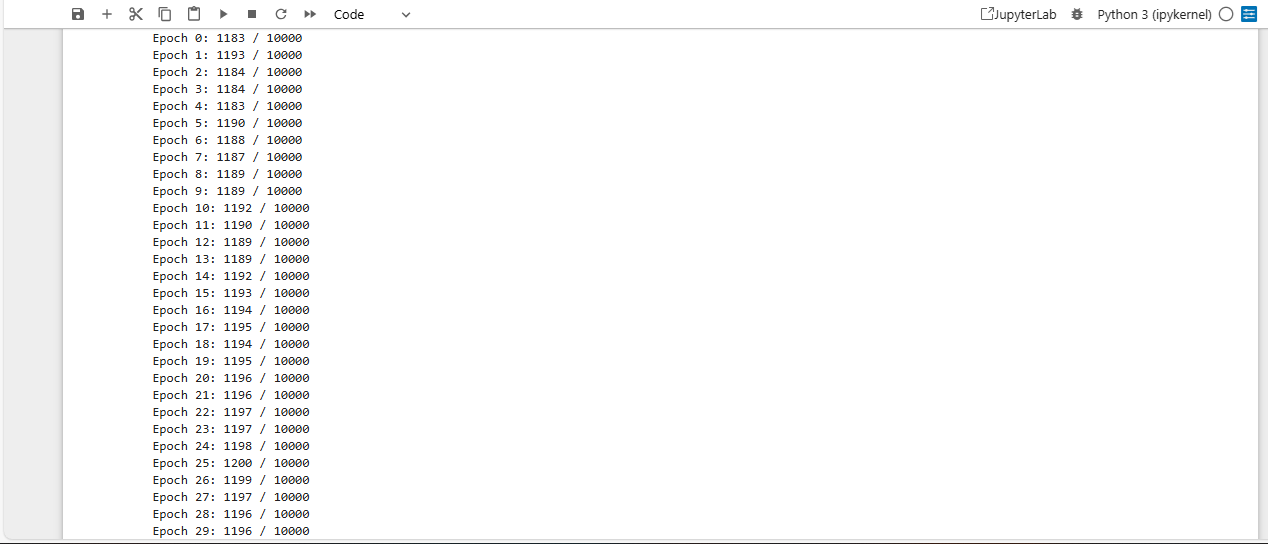 Code
JupyterLab
Python 3 (ipykernel)
Epoch 0: 1183 / 10000
Epoch 1: 1193 / 10000
Epoch 2: 1184 / 10000
Epoch 3: 1184 / 10000
Epoch 4: 1183 / 10000
Epoch 5: 1190 / 10000
Epoch 6: 1188 / 10000
Epoch 7: 1187 / 10000
Epoch 8: 1189 / 10000
Epoch 9: 1189 / 10000
Epoch 10: 1192 / 10000
Epoch 11: 1190 / 10000
Epoch 12: 1189 / 10000
Epoch 13: 1189 / 10000
Epoch 14: 1192 / 10000
Epoch 15: 1193 / 10000
Epoch 16: 1194 / 10000
Epoch 17: 1195 / 10000
Epoch 18: 1194 / 10000
Epoch 19: 1195 / 10000
Epoch 20: 1196 / 10000
Epoch 21: 1196 / 10000
Epoch 22: 1197 / 10000
Epoch 23: 1197 / 10000
Epoch 24: 1198 / 10000
Epoch 25: 1200 / 10000
Epoch 26: 1199 / 10000
Epoch 27: 1197 / 10000
Epoch 28: 1196 / 10000
Epoch 29: 1196 / 10000